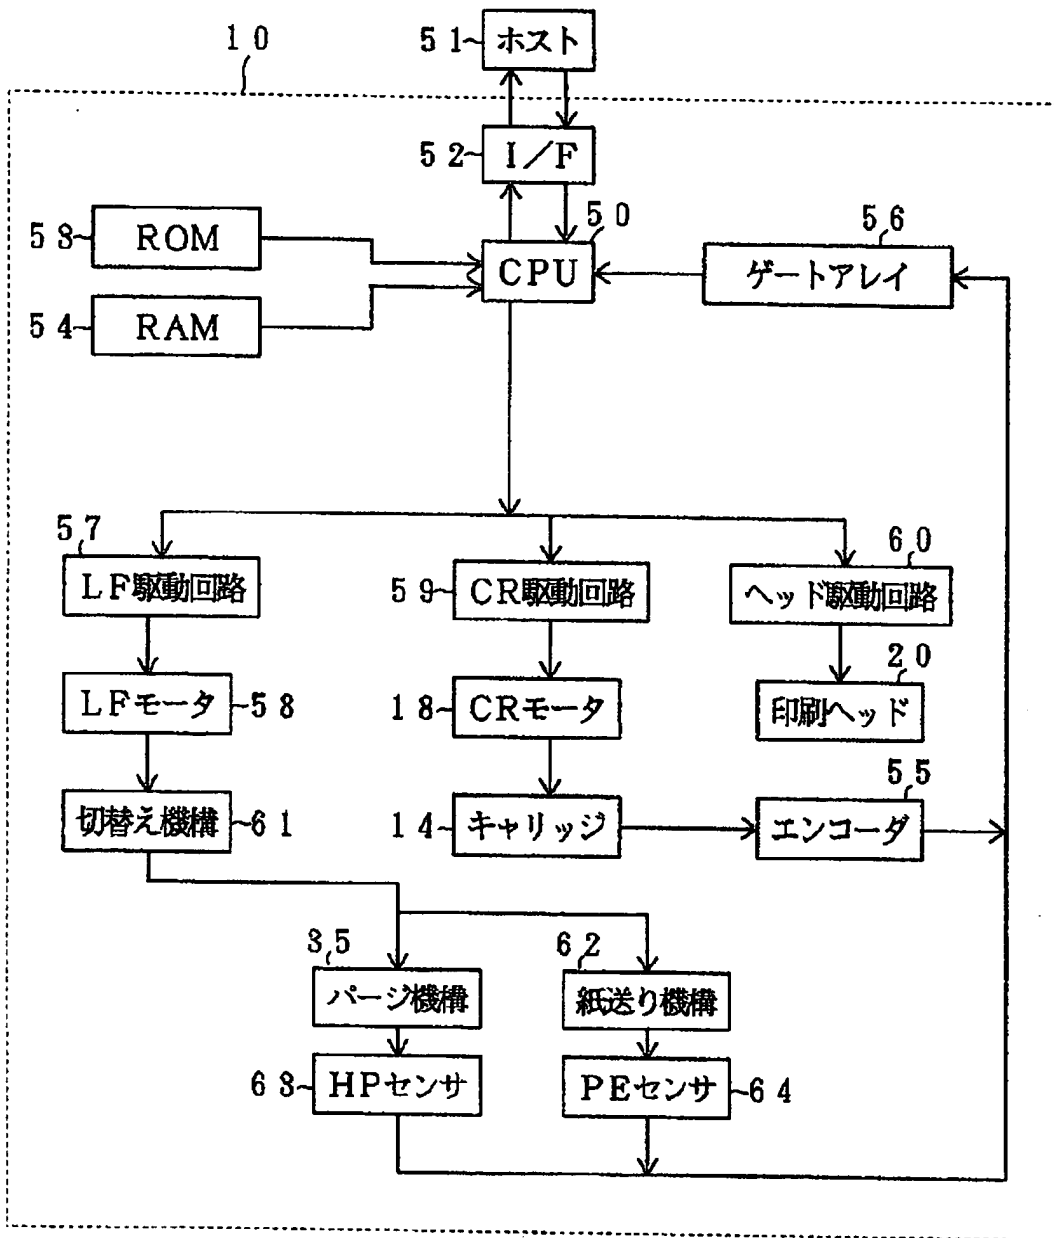 10
51 ホスト
52 I/F
50
56
53 ROM
CPU
ゲートアレイ
54 RAM
57
60
LF駆動回路
59 CR駆動回路
ヘッド駆動回路
20
LFモータ 58
18 CRモータ
印刷ヘッド
55
切替え機構 61
14 キャリッジ
エンコーダ
35
62
パージ機構
紙送り機構
63 HPセンサ
PEセンサ 64